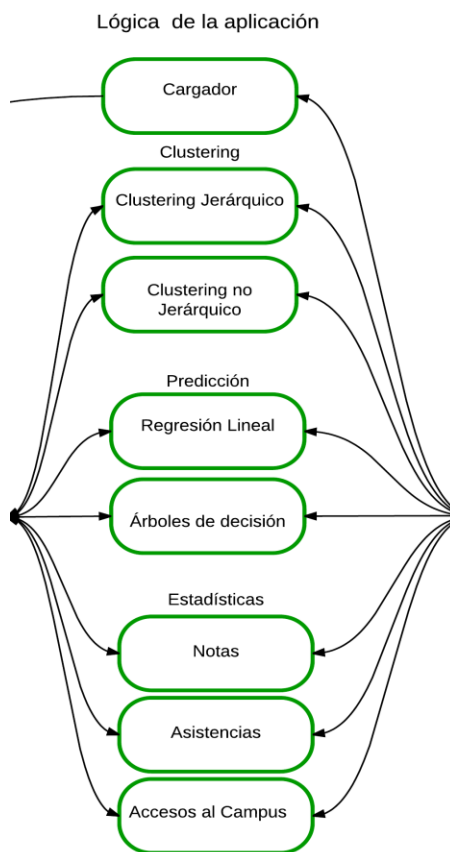 Lógica de la aplicación
Cargador
Clustering
Clustering Jerárquico
Clustering no
Jerárquico
Predicción
Regresión Lineal
Árboles de decisión
Estadísticas
Notas
Asistencias
Accesos al Campus